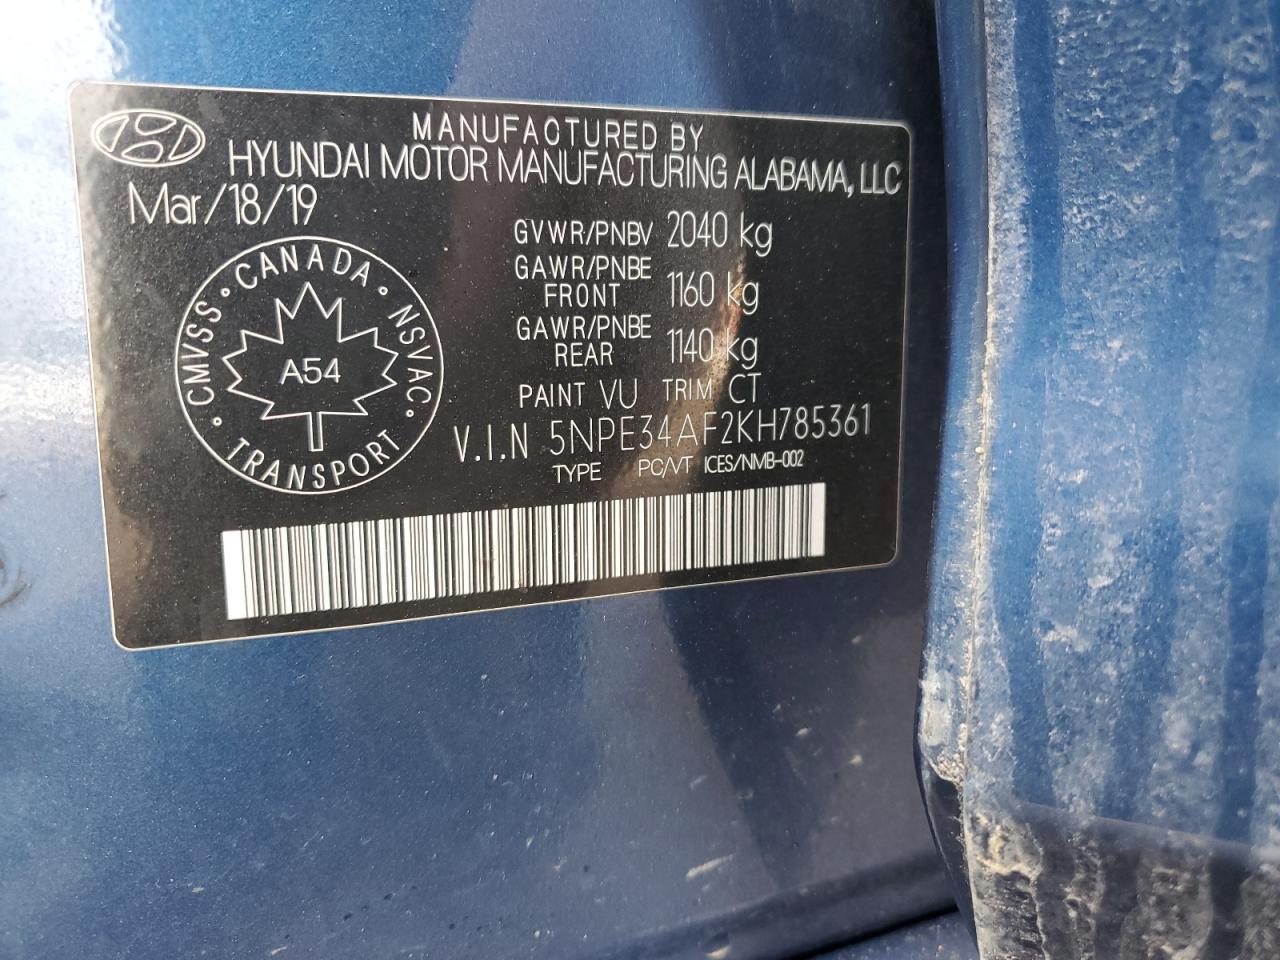 MANUFACTURED BY
HYUNDAI MOTOR MANUFACTURING ALABAMA, LLC
Mar/18/19
GVWR/PNBV 2040 kg
GAWR/PNBE FRONT 1160 kg
GAWR/PNBE REAR 1140 kg
PAINT VU TRIM CT
V.I.N 5NPE34AF2KH785361
TYPE PC/VT ICES/NMB-002
CMVSS · CANADA · NSVAC · TRANSPORT ·
A54